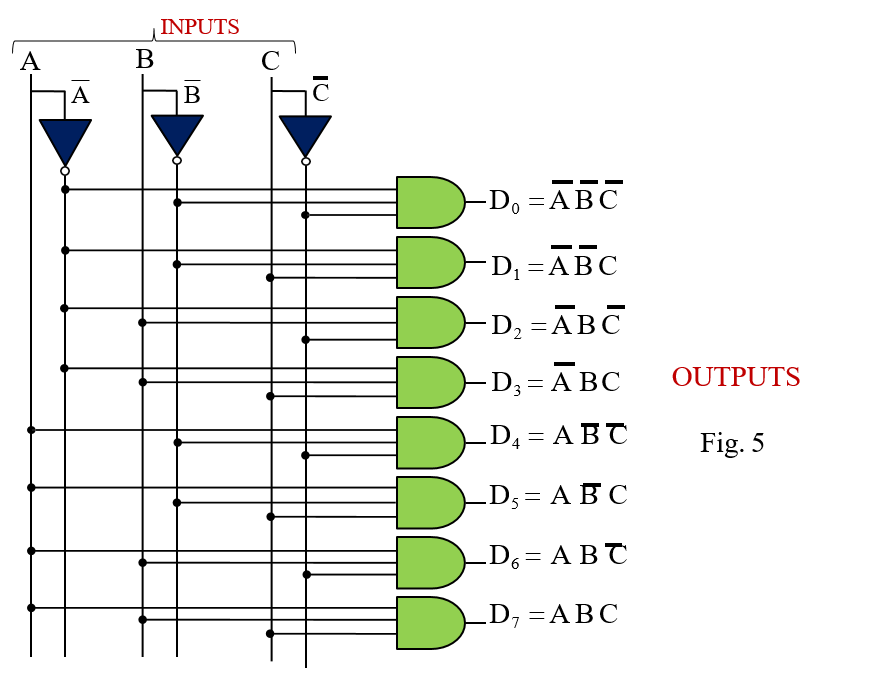 INPUTS
A B C
A̅ B̅ C̅
D₀ = A̅ B̅ C̅
D₁ = A̅ B̅ C
D₂ = A̅ B C̅
D₃ = A̅ B C
OUTPUTS
D₄ = A B̅ C̅
Fig. 5
D₅ = A B̅ C
D₆ = A B C̅
D₇ = A B C